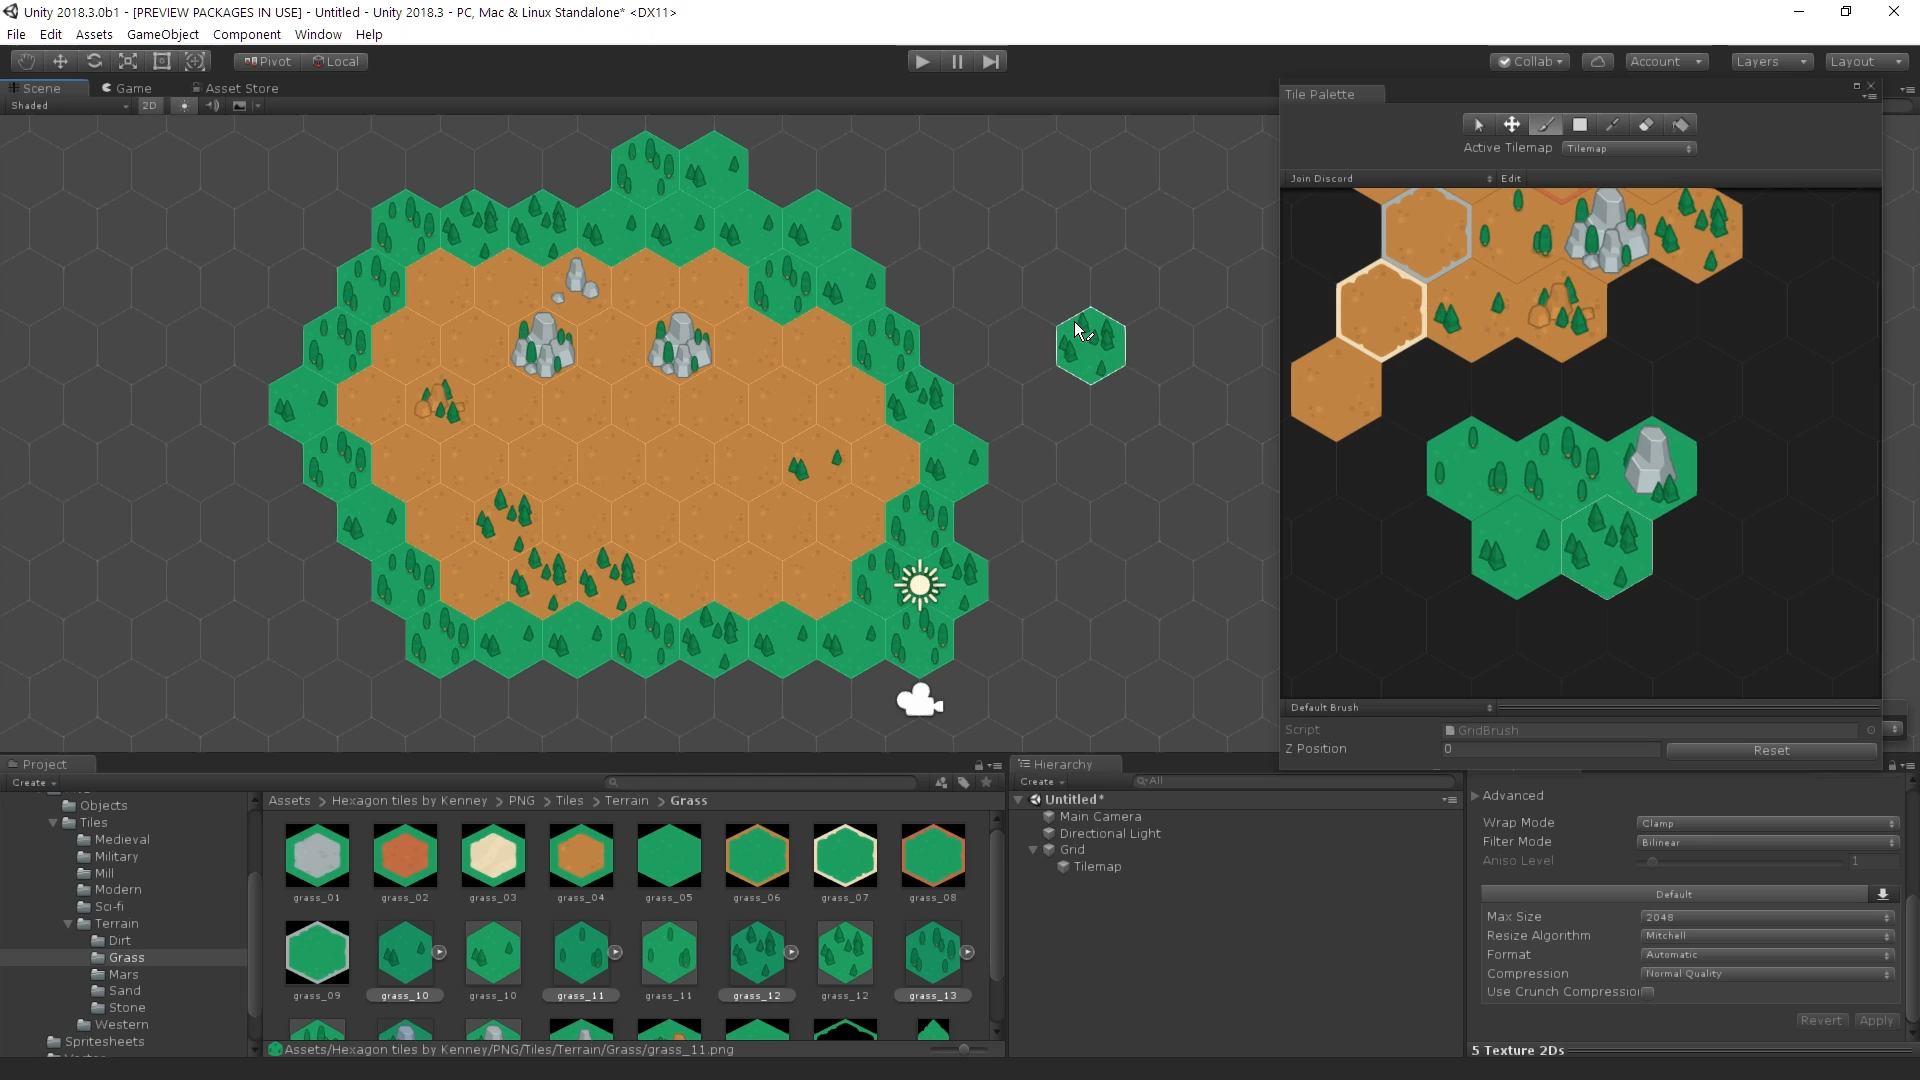 Unity 2018.3.0b1 - [PREVIEW PACKAGES IN USE] - Untitled - Unity 2018.3 - PC, Mac & Linux Standalone* <DX11>
File Edit Assets GameObject Component Window Help
Pivot Local
Collab Account Layers Layout
Scene Game Asset Store
Shaded 2D
Tile Palette
Active Tilemap Tilemap
Join Discord Edit
Default Brush
Script GridBrush
Z Position 0 Reset
Project
Create
Objects
Tiles
Medieval
Military
Mill
Modern
Sci-fi
Terrain
Dirt
Grass
Mars
Sand
Stone
Western
Spritesheets
Assets > Hexagon tiles by Kenney > PNG > Tiles > Terrain > Grass
grass_01 grass_02 grass_03 grass_04 grass_05 grass_06 grass_07 grass_08
grass_09 grass_10 grass_10 grass_11 grass_11 grass_12 grass_12 grass_13
Assets/Hexagon tiles by Kenney/PNG/Tiles/Terrain/Grass/grass_11.png
Hierarchy
Create All
Untitled*
Main Camera
Directional Light
Grid
Tilemap
Advanced
Wrap Mode Clamp
Filter Mode Bilinear
Aniso Level 1
Default
Max Size 2048
Resize Algorithm Mitchell
Format Automatic
Compression Normal Quality
Use Crunch Compressio
Revert Apply
5 Texture 2Ds